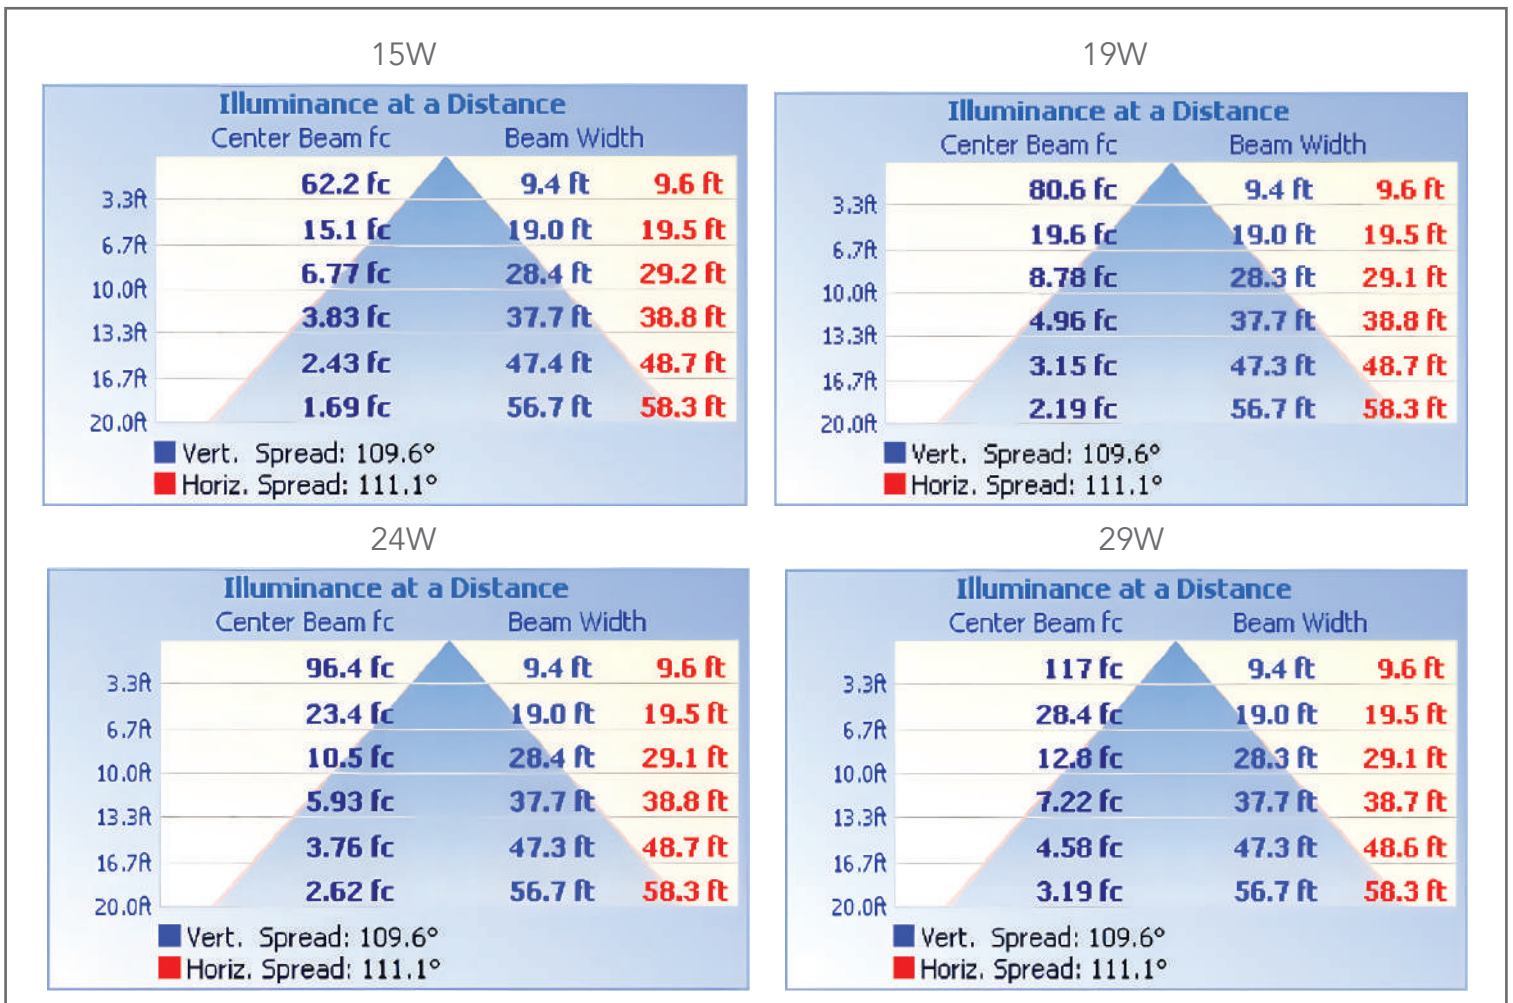 15W
Illuminance at a Distance
Center Beam fc Beam Width
3.3ft 62.2 fc 9.4 ft 9.6 ft
6.7ft 15.1 fc 19.0 ft 19.5 ft
10.0ft 6.77 fc 28.4 ft 29.2 ft
13.3ft 3.83 fc 37.7 ft 38.8 ft
16.7ft 2.43 fc 47.4 ft 48.7 ft
20.0ft 1.69 fc 56.7 ft 58.3 ft
Vert. Spread: 109.6°
Horiz. Spread: 111.1°
19W
Illuminance at a Distance
Center Beam fc Beam Width
3.3ft 80.6 fc 9.4 ft 9.6 ft
6.7ft 19.6 fc 19.0 ft 19.5 ft
10.0ft 8.78 fc 28.3 ft 29.1 ft
13.3ft 4.96 fc 37.7 ft 38.8 ft
16.7ft 3.15 fc 47.3 ft 48.7 ft
20.0ft 2.19 fc 56.7 ft 58.3 ft
Vert. Spread: 109.6°
Horiz. Spread: 111.1°
24W
Illuminance at a Distance
Center Beam fc Beam Width
3.3ft 96.4 fc 9.4 ft 9.6 ft
6.7ft 23.4 fc 19.0 ft 19.5 ft
10.0ft 10.5 fc 28.4 ft 29.1 ft
13.3ft 5.93 fc 37.7 ft 38.8 ft
16.7ft 3.76 fc 47.3 ft 48.7 ft
20.0ft 2.62 fc 56.7 ft 58.3 ft
Vert. Spread: 109.6°
Horiz. Spread: 111.1°
29W
Illuminance at a Distance
Center Beam fc Beam Width
3.3ft 117 fc 9.4 ft 9.6 ft
6.7ft 28.4 fc 19.0 ft 19.5 ft
10.0ft 12.8 fc 28.3 ft 29.1 ft
13.3ft 7.22 fc 37.7 ft 38.7 ft
16.7ft 4.58 fc 47.3 ft 48.6 ft
20.0ft 3.19 fc 56.7 ft 58.3 ft
Vert. Spread: 109.6°
Horiz. Spread: 111.1°